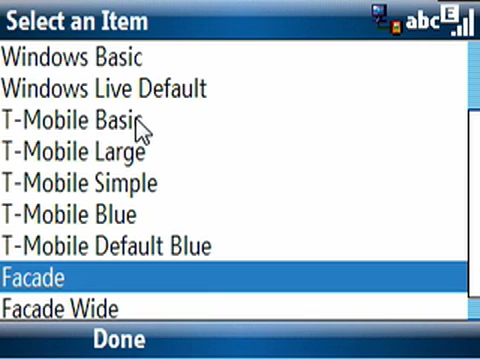 Select an Item
abc E
Windows Basic
Windows Live Default
T-Mobile Basic
T-Mobile Large
T-Mobile Simple
T-Mobile Blue
T-Mobile Default Blue
Facade
Facade Wide
Done